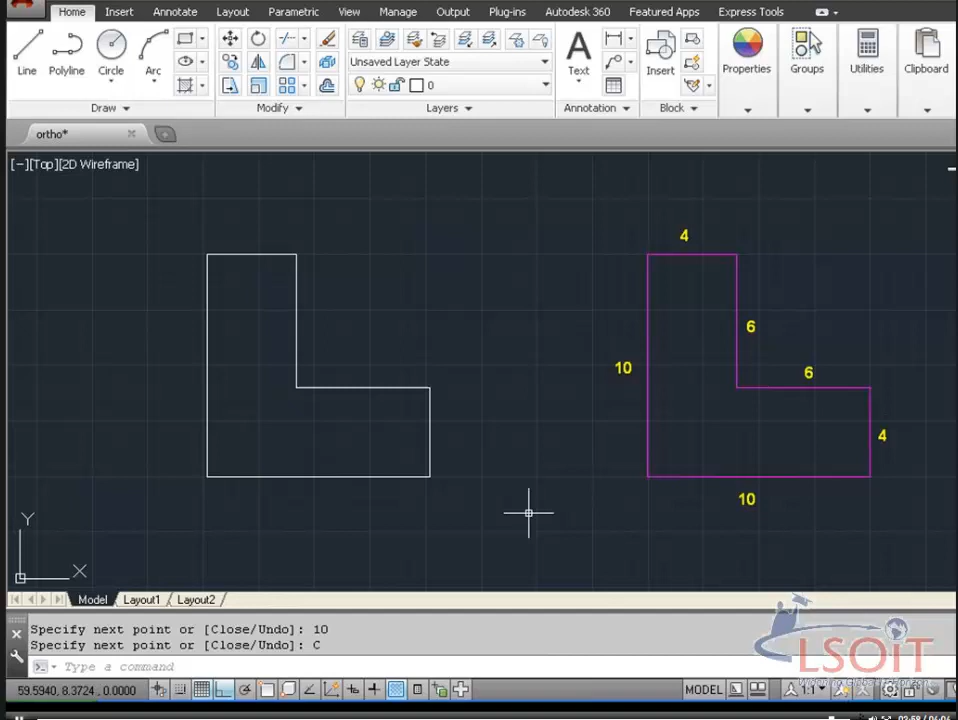 Home Insert Annotate Layout Parametric View Manage Output Plug-ins Autodesk 360 Featured Apps Express Tools
Unsaved Layer State
Line Polyline Circle Arc
A
Text
Insert
Properties
Groups
Utilities
Clipboard
0
Draw
Modify
Layers
Annotation
Block
ortho*
[−][Top][2D Wireframe]
4
6
10
6
4
10
Y
X
Model Layout1 Layout2
Specify next point or [Close/Undo]: 10
Specify next point or [Close/Undo]: C
Type a command
LSOIT
59.5940, 8.3724, 0.0000
MODEL
1:1